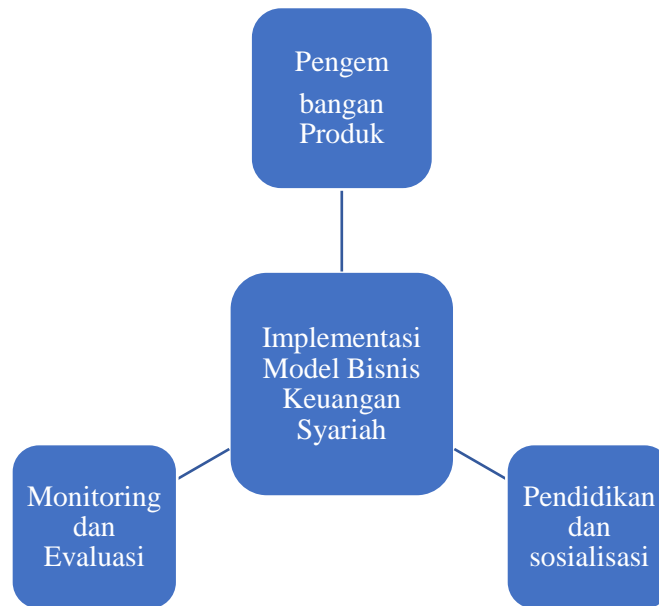 Pengem
bangan
Produk
Implementasi
Model Bisnis
Keuangan
Syariah
Monitoring
dan
Evaluasi
Pendidikan
dan
sosialisasi